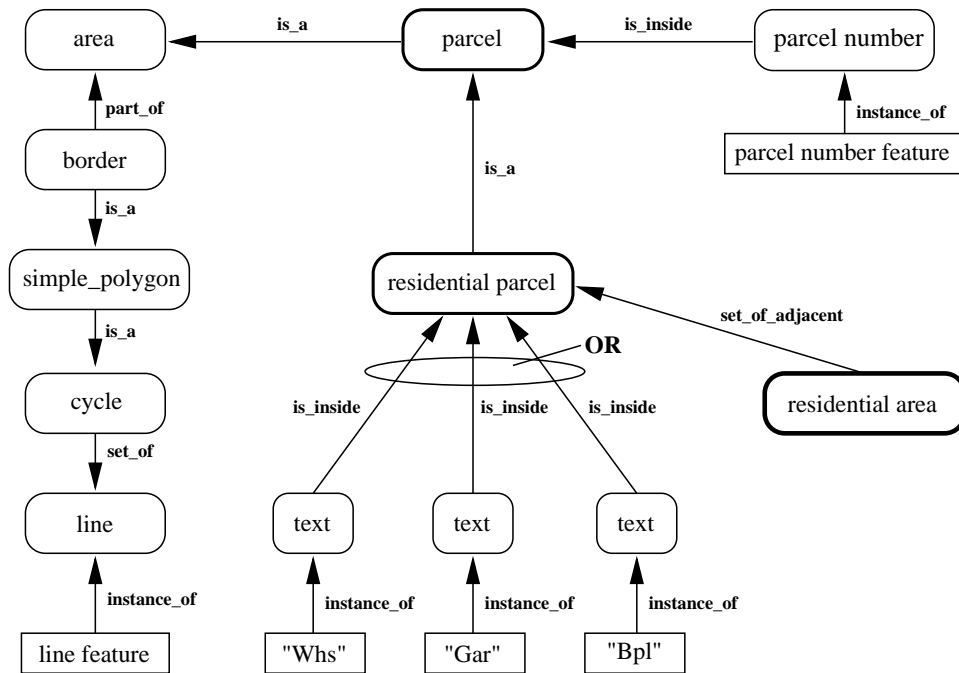 is_a
is_inside
area
parcel
parcel number
part_of
instance_of
border
parcel number feature
is_a
is_a
simple_polygon
residential parcel
set_of_adjacent
is_a
OR
cycle
residential area
is_inside
is_inside
is_inside
set_of
line
text
text
text
instance_of
instance_of
instance_of
instance_of
line feature
"Whs"
"Gar"
"Bpl"